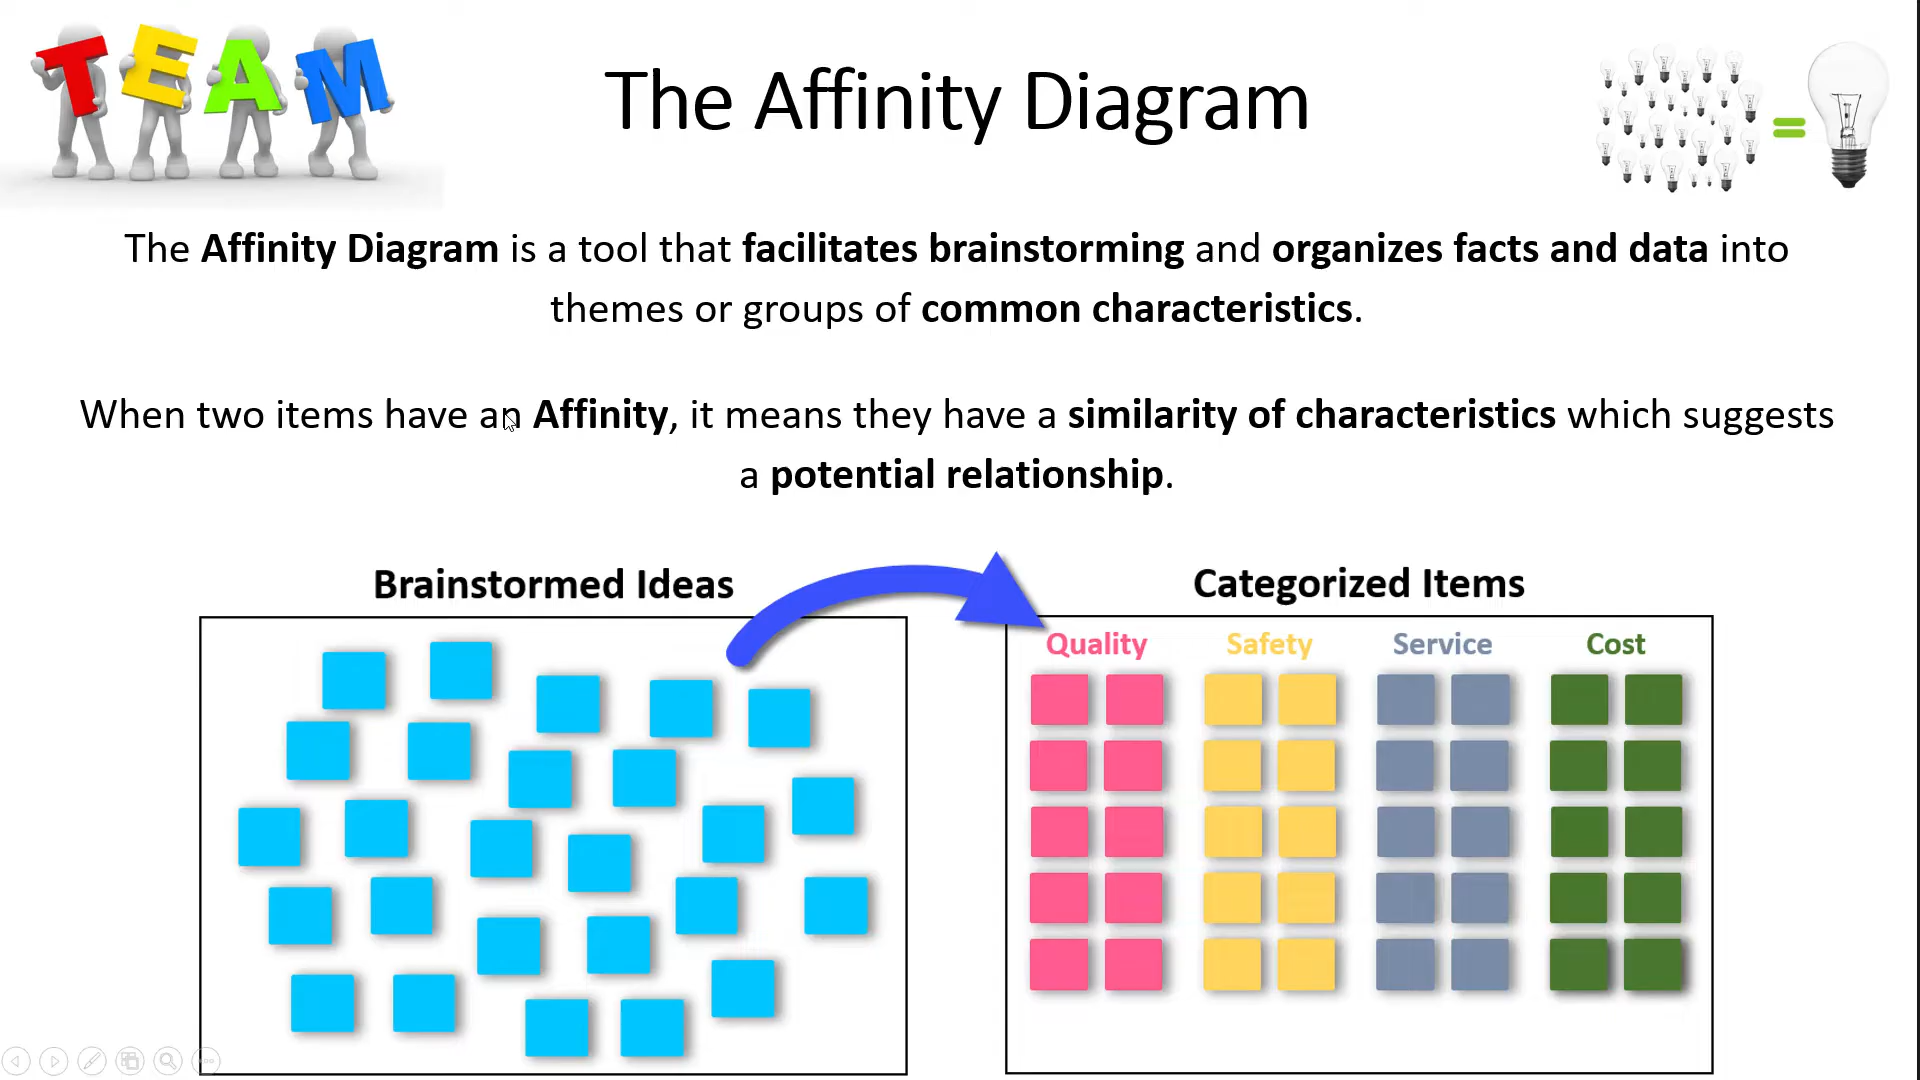 TEAM
The Affinity Diagram
The Affinity Diagram is a tool that facilitates brainstorming and organizes facts and data into
themes or groups of common characteristics.
When two items have an Affinity, it means they have a similarity of characteristics which suggests
a potential relationship.
Brainstormed Ideas
Categorized Items
Quality Safety Service Cost